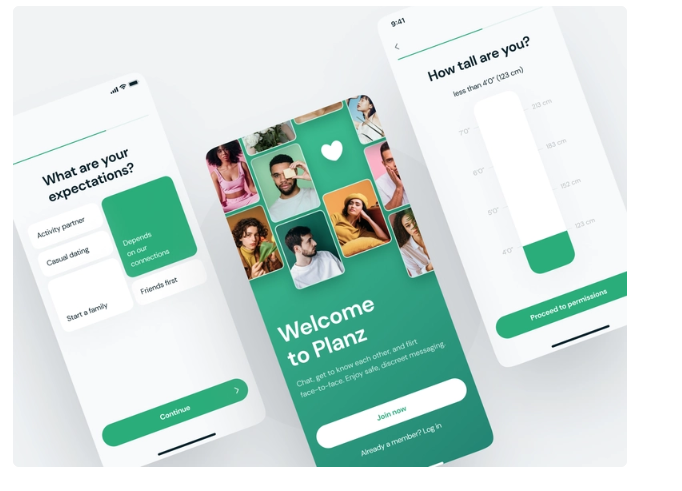 What are your
expectations?
Activity partner
Casual dating
Depends
on our
connections
Start a family
Friends first
Continue
Welcome
to Planz
Chat, get to know each other, and flirt
face-to-face. Enjoy safe, discreet messaging.
Join now
Already a member? Log in
9:41
How tall are you?
less than 4'0" (123 cm)
7'0"
213 cm
6'0"
183 cm
5'0"
152 cm
4'0"
123 cm
Proceed to permissions